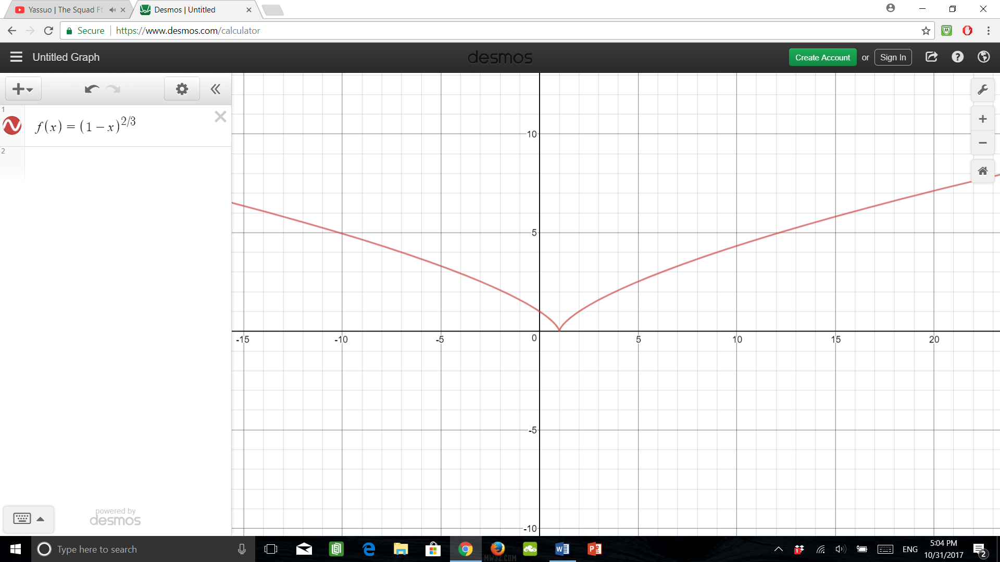 Yassuo | The Squad Ft
Desmos | Untitled
Secure
https://www.desmos.com/calculator
Untitled Graph
desmos
Create Account or Sign In
1
f(x) = (1 − x)^2/3
2
10
5
-15 -10 -5 0 5 10 15 20
-5
-10
powered by
desmos
Type here to search
MW32.COM
ENG
5:04 PM
10/31/2017
2